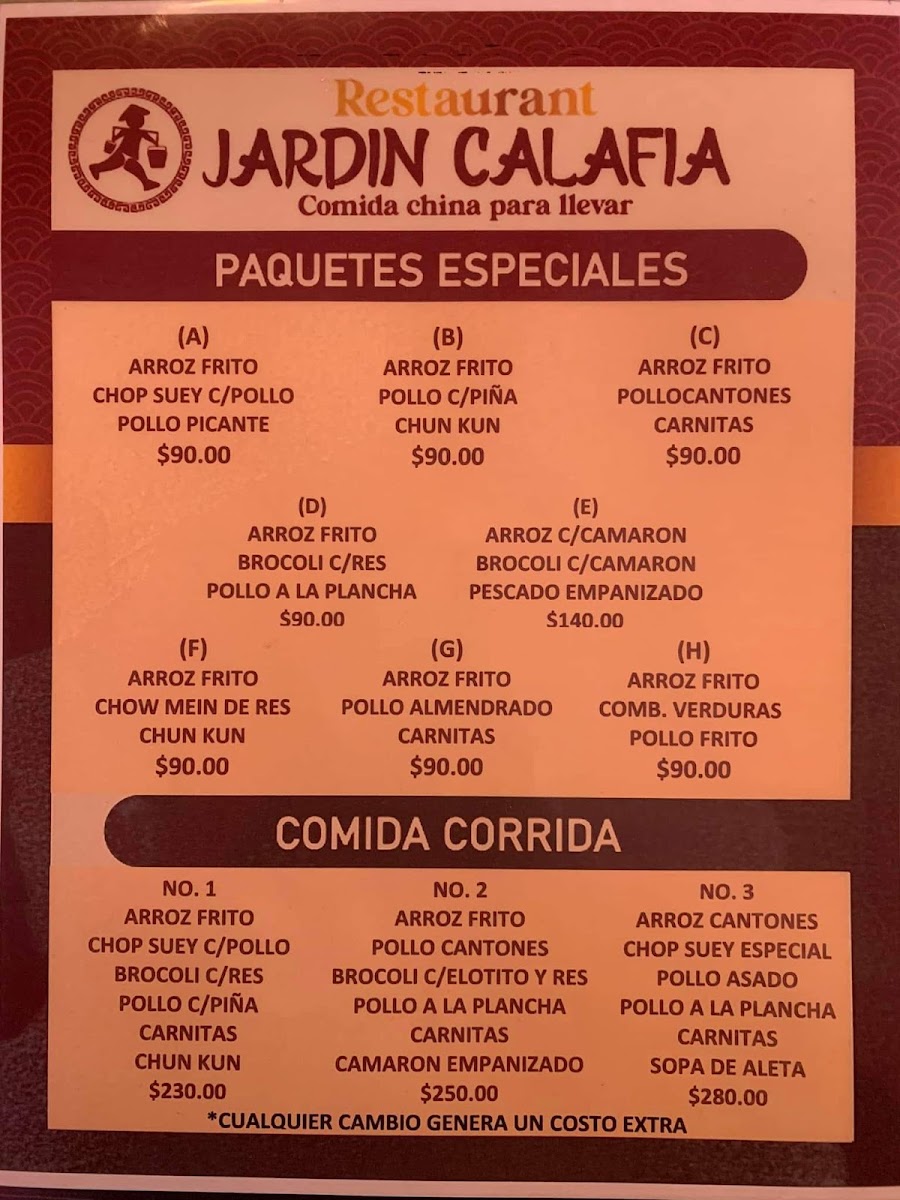 Restaurant
JARDIN CALAFIA
Comida china para llevar
PAQUETES ESPECIALES
(A)
ARROZ FRITO
CHOP SUEY C/POLLO
POLLO PICANTE
$90.00
(B)
ARROZ FRITO
POLLO C/PIÑA
CHUN KUN
$90.00
(C)
ARROZ FRITO
POLLOCANTONES
CARNITAS
$90.00
(D)
ARROZ FRITO
BROCOLI C/RES
POLLO A LA PLANCHA
$90.00
(E)
ARROZ C/CAMARON
BROCOLI C/CAMARON
PESCADO EMPANIZADO
$140.00
(F)
ARROZ FRITO
CHOW MEIN DE RES
CHUN KUN
$90.00
(G)
ARROZ FRITO
POLLO ALMENDRADO
CARNITAS
$90.00
(H)
ARROZ FRITO
COMB. VERDURAS
POLLO FRITO
$90.00
COMIDA CORRIDA
NO. 1
ARROZ FRITO
CHOP SUEY C/POLLO
BROCOLI C/RES
POLLO C/PIÑA
CARNITAS
CHUN KUN
$230.00
NO. 2
ARROZ FRITO
POLLO CANTONES
BROCOLI C/ELOTITO Y RES
POLLO A LA PLANCHA
CARNITAS
CAMARON EMPANIZADO
$250.00
NO. 3
ARROZ CANTONES
CHOP SUEY ESPECIAL
POLLO ASADO
POLLO A LA PLANCHA
CARNITAS
SOPA DE ALETA
$280.00
*CUALQUIER CAMBIO GENERA UN COSTO EXTRA